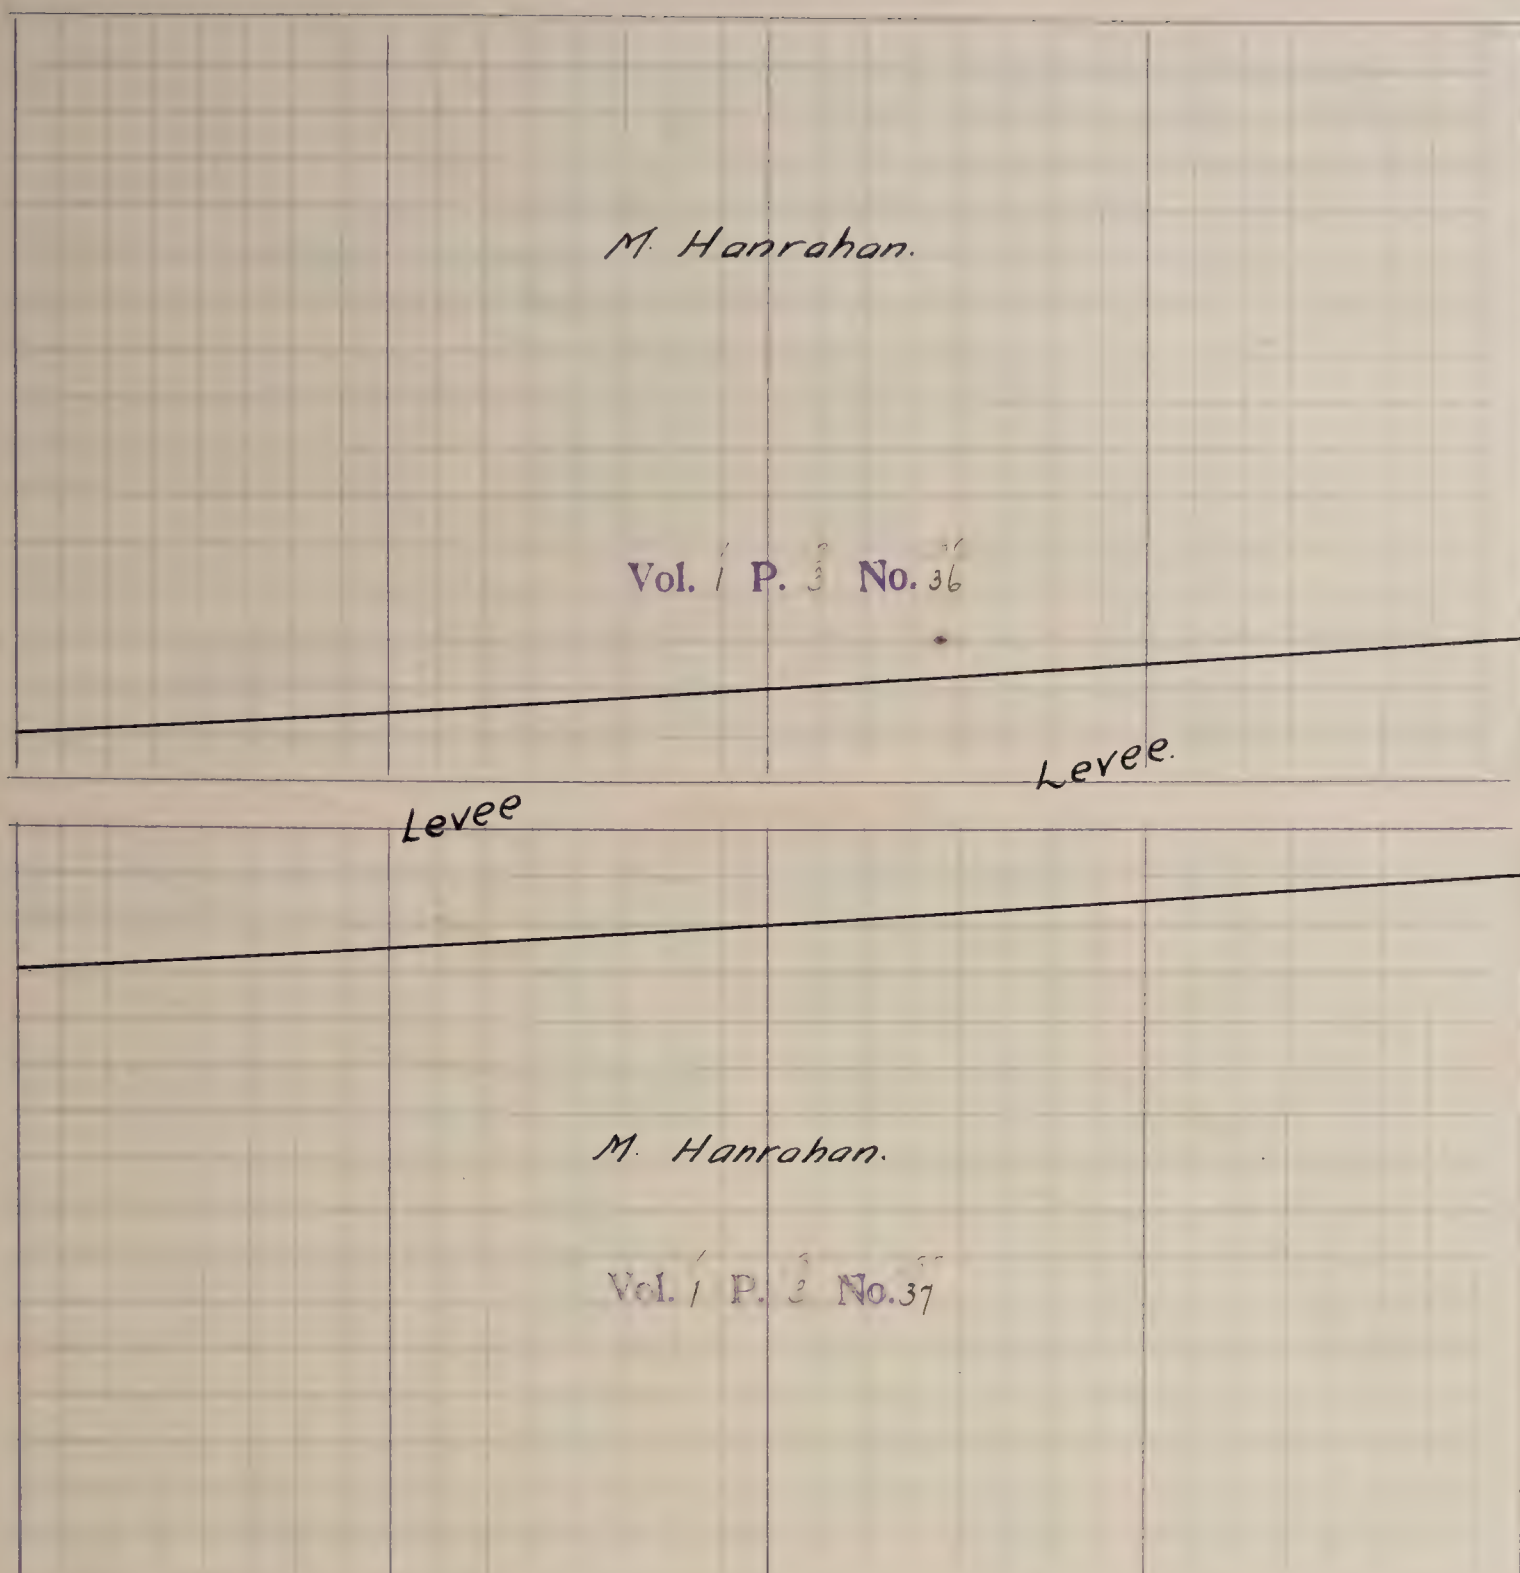 M. Hanrahan.
Vol. 1 P. 3 No. 36
Levee.
Levee
M. Hanrahan.
Vol. 1 P. 3 No. 37